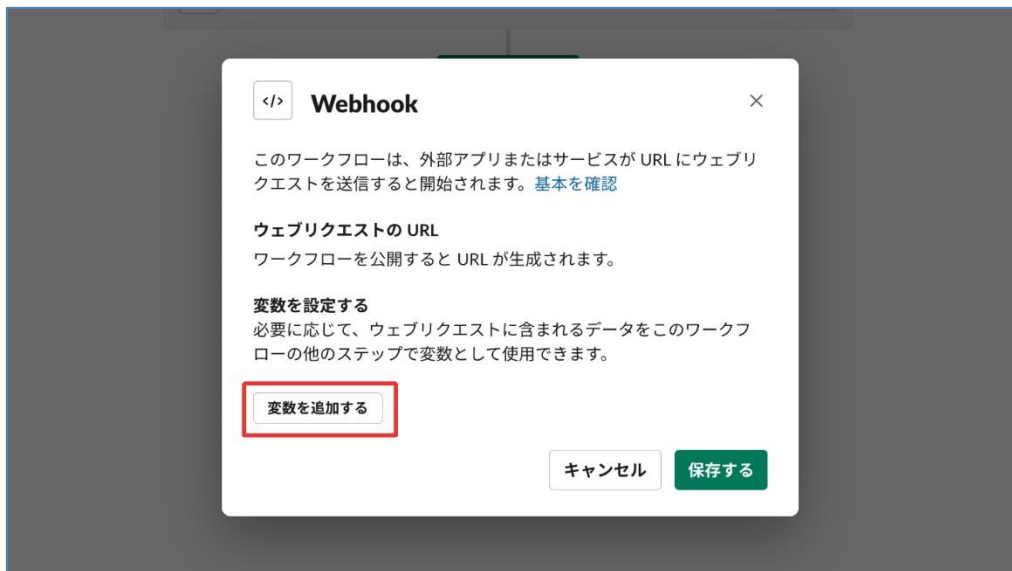 </> Webhook
このワークフローは、外部アプリまたはサービスが URL にウェブリ
クエストを送信すると開始されます。基本を確認
ウェブリクエストの URL
ワークフローを公開すると URL が生成されます。
変数を設定する
必要に応じて、ウェブリクエストに含まれるデータをこのワークフ
ローの他のステップで変数として使用できます。
変数を追加する
キャンセル 保存する